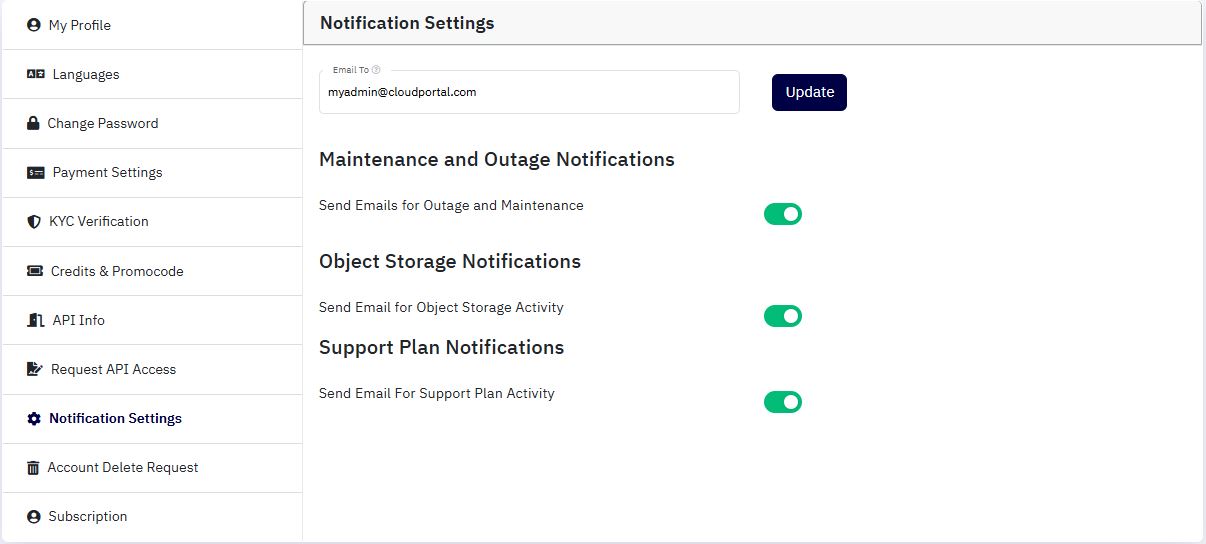 My Profile
Languages
Change Password
Payment Settings
KYC Verification
Credits & Promocode
API Info
Request API Access
Notification Settings
Account Delete Request
Subscription
Notification Settings
Email To
myadmin@cloudportal.com
Update
Maintenance and Outage Notifications
Send Emails for Outage and Maintenance
Object Storage Notifications
Send Email for Object Storage Activity
Support Plan Notifications
Send Email For Support Plan Activity